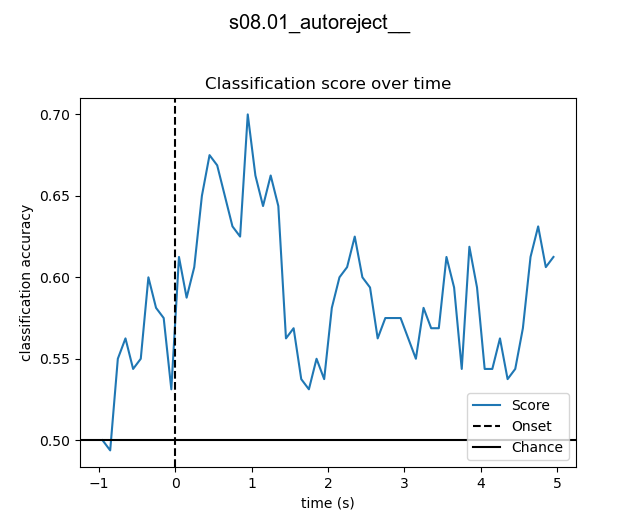 s08.01_autoreject__
Classification score over time
classification accuracy
0.70
0.65
0.60
0.55
0.50
−1
0
1
2
3
4
5
time (s)
Score
Onset
Chance